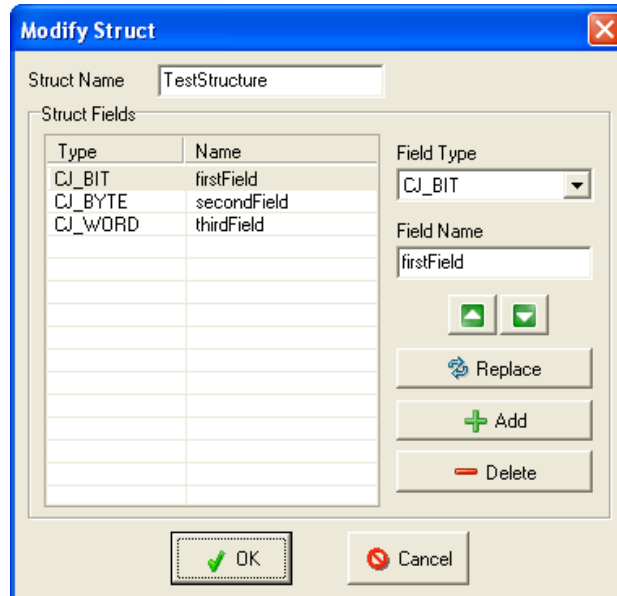 Modify Struct
Struct Name TestStructure
Struct Fields
Type Name
CJ_BIT firstField
CJ_BYTE secondField
CJ_WORD thirdField
Field Type
CJ_BIT
Field Name
firstField
Replace
Add
Delete
OK Cancel